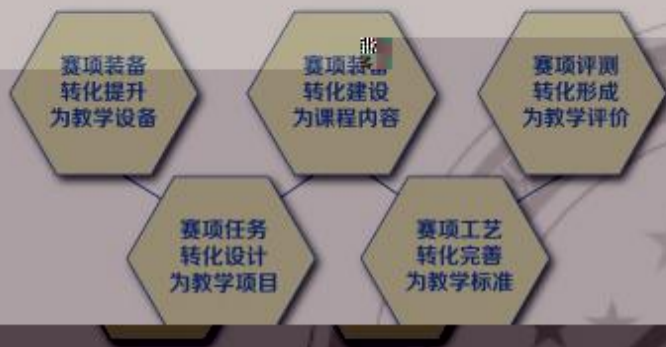 赛项装备
转化提升
为教学设备
赛项装备
转化建设
为课程内容
赛项评测
转化形成
为教学评价
赛项任务
转化设计
为教学项目
赛项工艺
转化完善
为教学标准